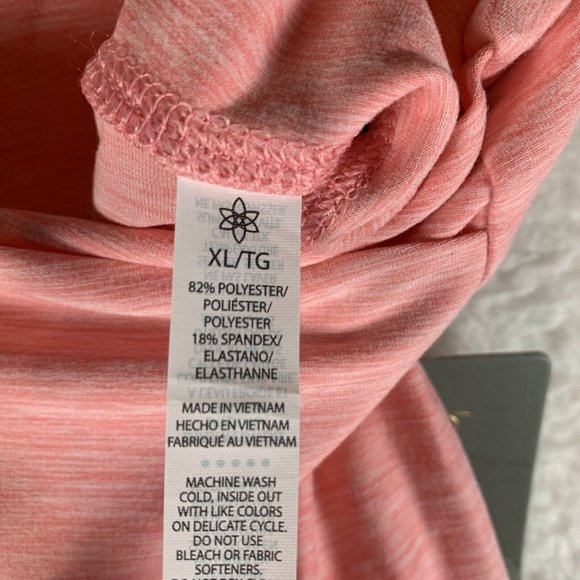 XL/TG
82% POLYESTER/
POLIÉSTER/
POLYESTER
18% SPANDEX/
ELASTANO/
ELASTHANNE
MADE IN VIETNAM
HECHO EN VIETNAM
FABRIQUÉ AU VIETNAM
MACHINE WASH
COLD, INSIDE OUT
WITH LIKE COLORS
ON DELICATE CYCLE.
DO NOT USE
BLEACH OR FABRIC
SOFTENERS.